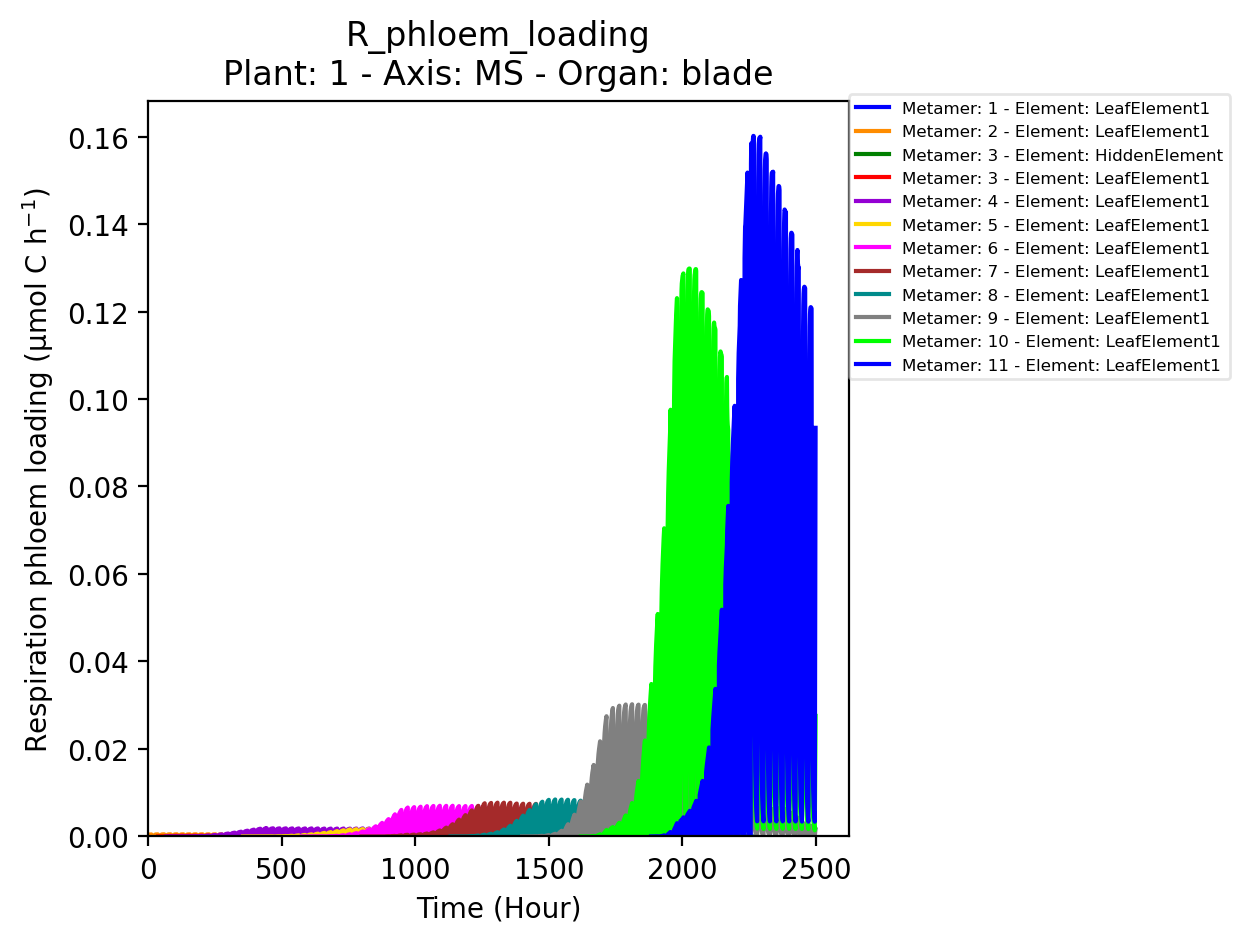 R_phloem_loading
Plant: 1 - Axis: MS - Organ: blade
Respiration phloem loading (µmol C h⁻¹)
0.16
0.14
0.12
0.10
0.08
0.06
0.04
0.02
0.00
0 500 1000 1500 2000 2500
Time (Hour)
Metamer: 1 - Element: LeafElement1
Metamer: 2 - Element: LeafElement1
Metamer: 3 - Element: HiddenElement
Metamer: 3 - Element: LeafElement1
Metamer: 4 - Element: LeafElement1
Metamer: 5 - Element: LeafElement1
Metamer: 6 - Element: LeafElement1
Metamer: 7 - Element: LeafElement1
Metamer: 8 - Element: LeafElement1
Metamer: 9 - Element: LeafElement1
Metamer: 10 - Element: LeafElement1
Metamer: 11 - Element: LeafElement1